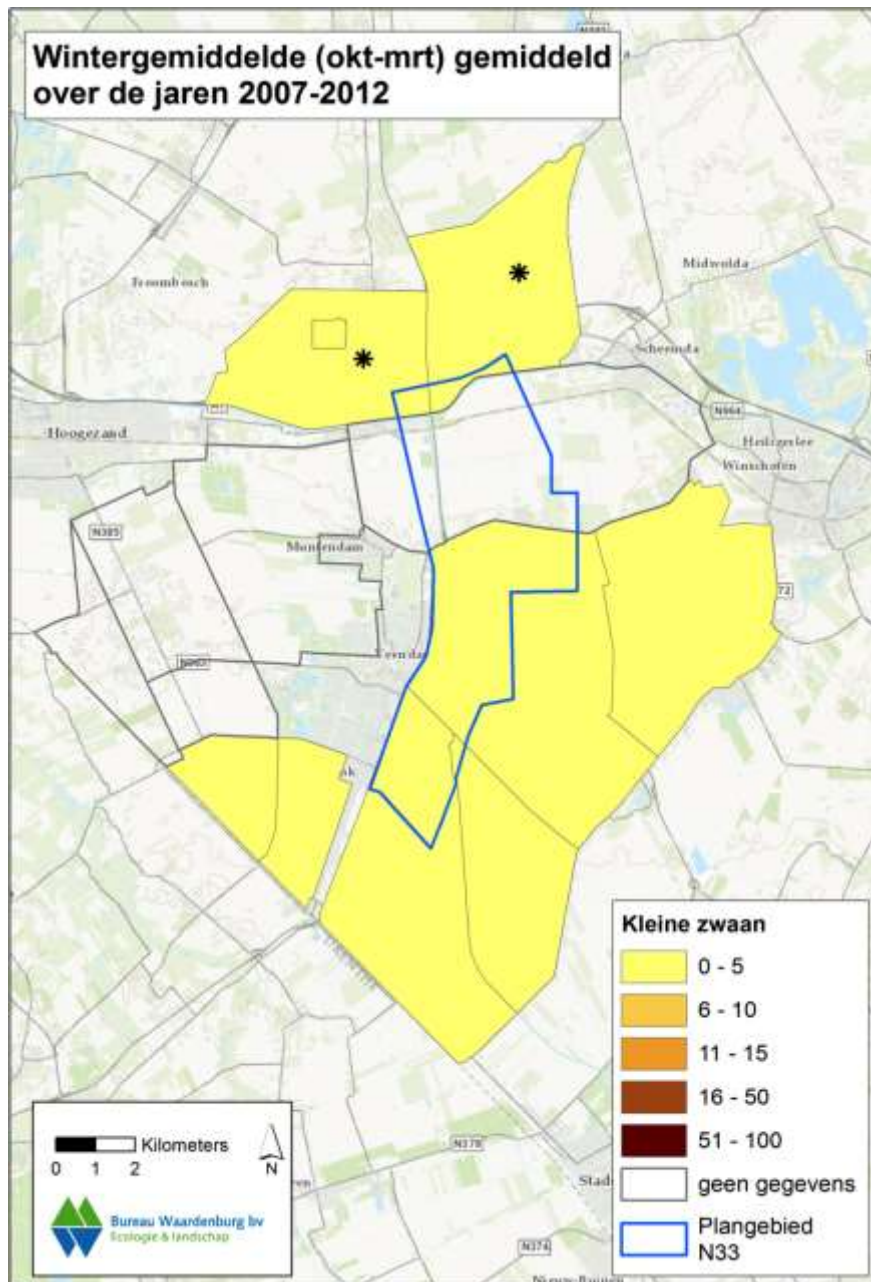 Wintergemiddelde (okt-mrt) gemiddeld
over de jaren 2007-2012
Midwolda
Scheemda
Hoogezand
N964
Heiligerlee
Winschoten
N385
Muntendam
Kleine zwaan
0 - 5
6 - 10
11 - 15
16 - 50
51 - 100
geen gegevens
Plangebied
N33
Kilometers
0 1 2
N
Bureau Waardenburg bv
Ecologie & landschap
N378
N374